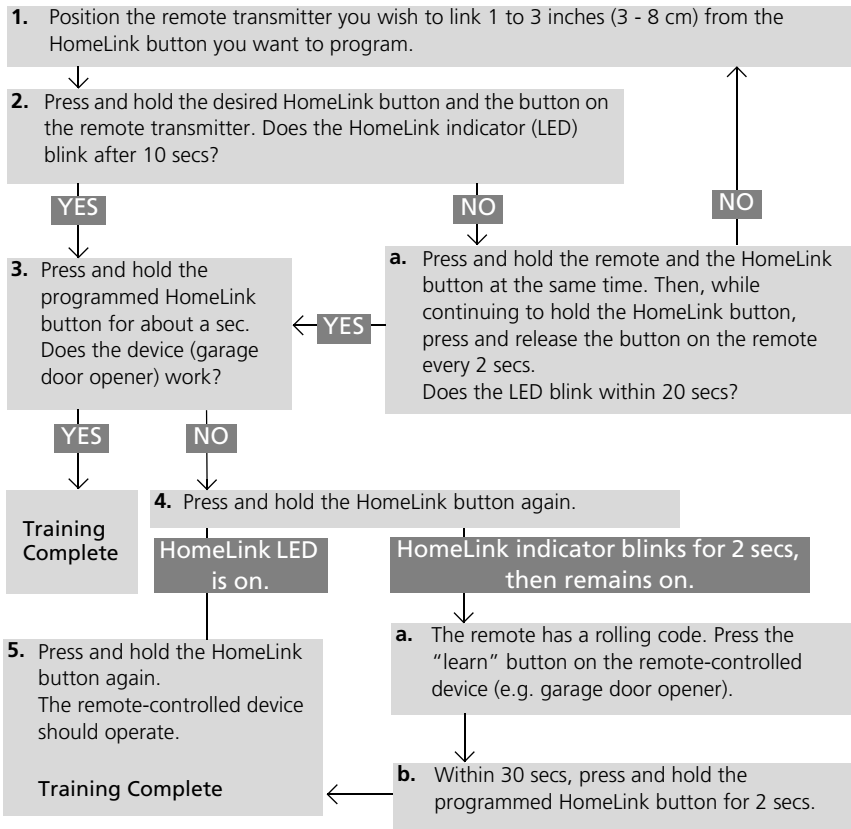 1. Position the remote transmitter you wish to link 1 to 3 inches (3 - 8 cm) from the
HomeLink button you want to program.
2. Press and hold the desired HomeLink button and the button on
the remote transmitter. Does the HomeLink indicator (LED)
blink after 10 secs?
YES
NO
NO
3. Press and hold the
programmed HomeLink
button for about a sec.
Does the device (garage
door opener) work?
YES
a. Press and hold the remote and the HomeLink
button at the same time. Then, while
continuing to hold the HomeLink button,
press and release the button on the remote
every 2 secs.
Does the LED blink within 20 secs?
YES
NO
Training
Complete
4. Press and hold the HomeLink button again.
HomeLink LED
is on.
HomeLink indicator blinks for 2 secs,
then remains on.
5. Press and hold the HomeLink
button again.
The remote-controlled device
should operate.
Training Complete
a. The remote has a rolling code. Press the
“learn” button on the remote-controlled
device (e.g. garage door opener).
b. Within 30 secs, press and hold the
programmed HomeLink button for 2 secs.